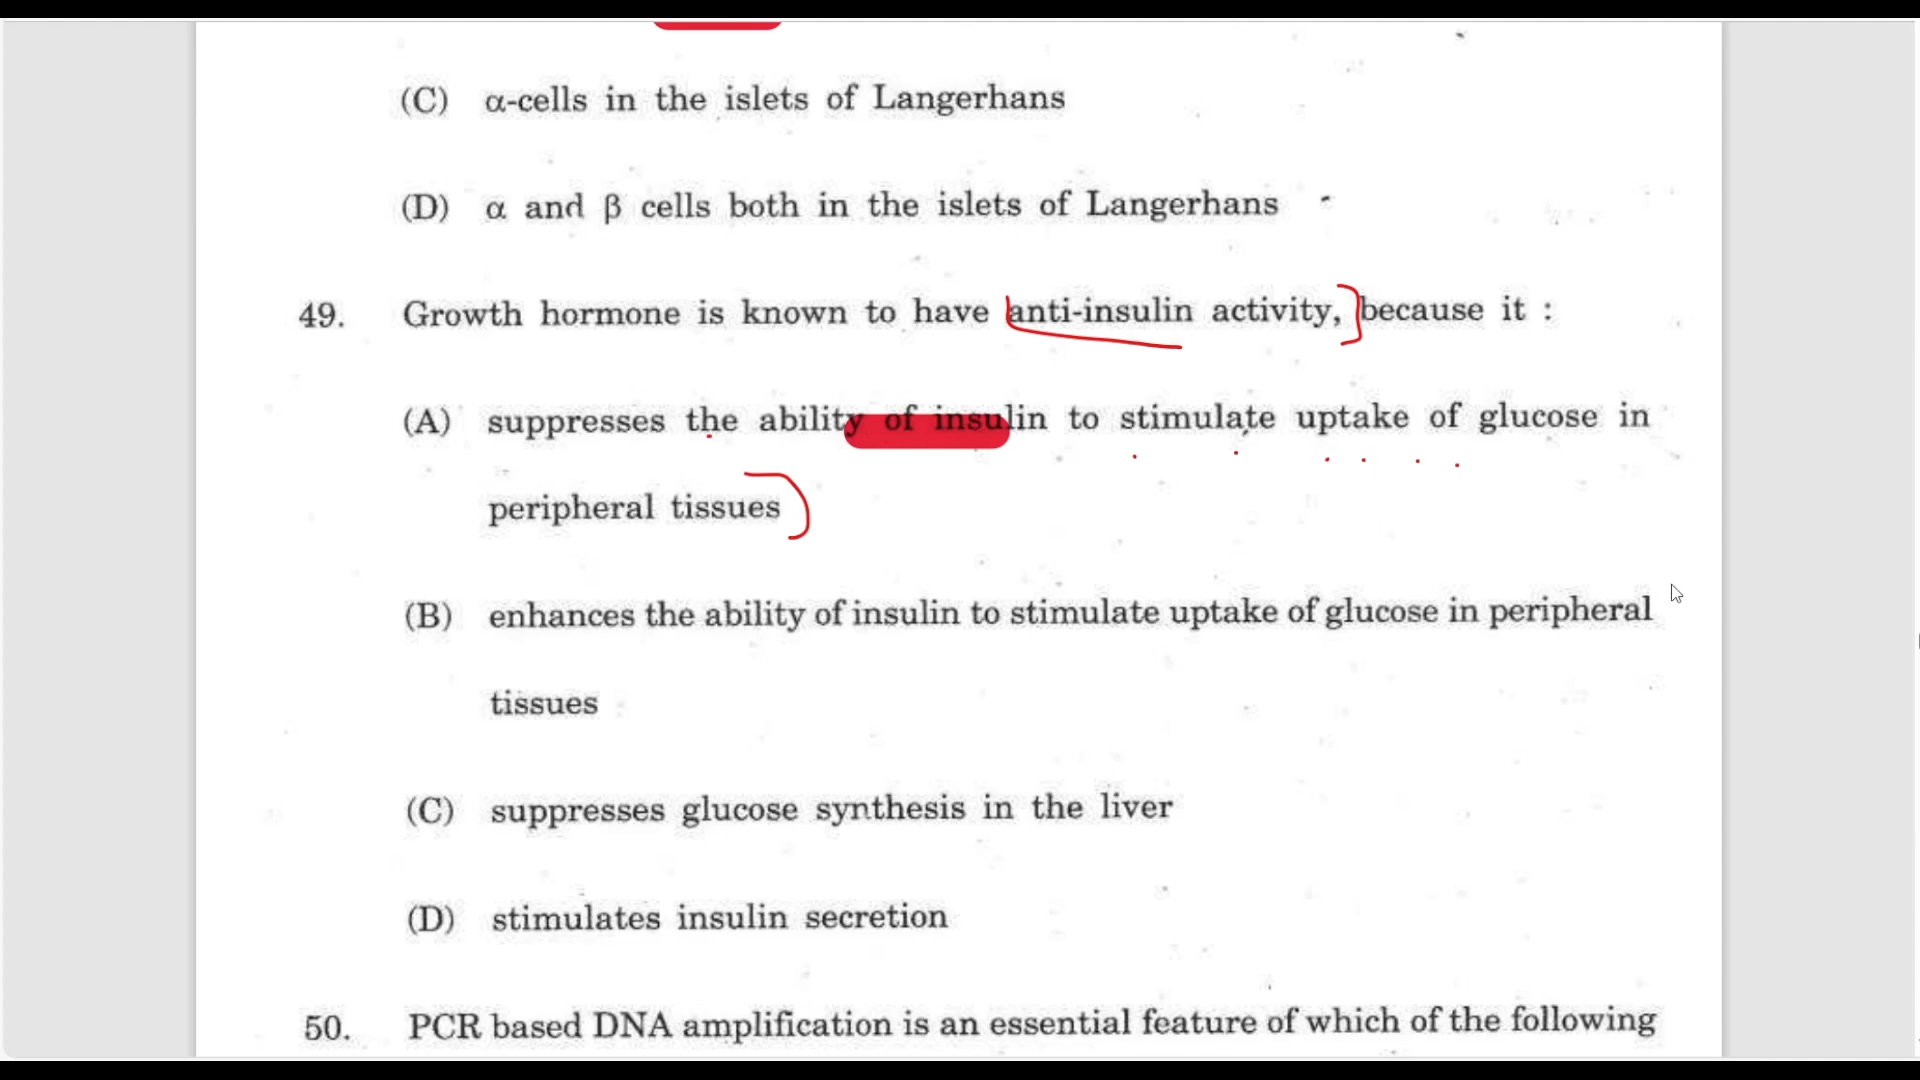 (C) α-cells in the islets of Langerhans
(D) α and β cells both in the islets of Langerhans
49. Growth hormone is known to have anti-insulin activity, because it :
(A) suppresses the ability of insulin to stimulate uptake of glucose in
peripheral tissues
(B) enhances the ability of insulin to stimulate uptake of glucose in peripheral
tissues
(C) suppresses glucose synthesis in the liver
(D) stimulates insulin secretion
50. PCR based DNA amplification is an essential feature of which of the following